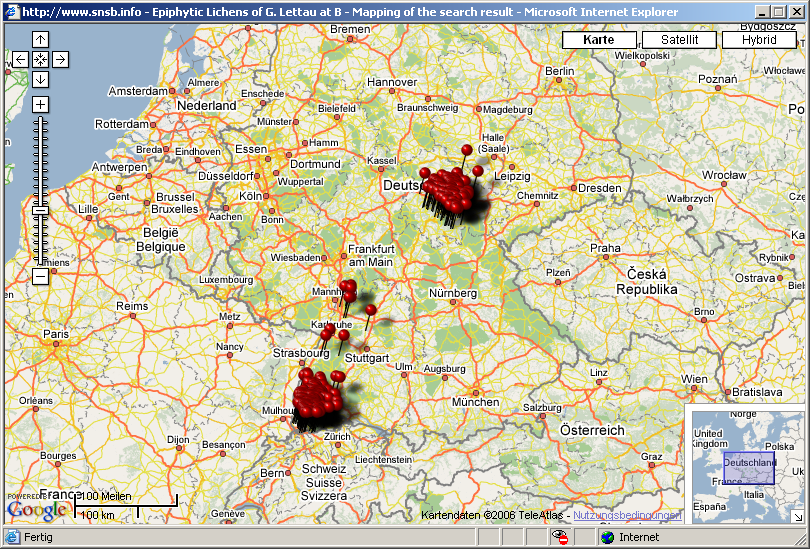 http://www.snsb.info - Epiphytic Lichens of G. Lettau at B - Mapping of the search result - Microsoft Internet Explorer
Bremen
Bydgoszcz
Karte
Satellit
Hybrid
Wielkopolski
Berlin
Poznań
Włocławe
Hannover
Almere
Amsterdam
Enschede
Braunschweig
Magdeburg
Nederland
Bielefeld
Rotterdam
Münster
Hamm
Halle
(Saale)
Breda
Eindhoven
Essen
Dortmund
Kassel
Leipzig
Antwerpen
Düsseldorf
Wuppertal
Deutsc
Dresden
Wrocław
Gent
Brussel
Bruxelles
Köln
Chemnitz
Wałbrzych
Lille
Aachen
Bonn
België
Belgique
Frankfurt
am Main
Praha
Amiens
Wiesbaden
Rybnik
Luxembourg
Plzeň
Česká
Republika
Ostrava
Reims
Mannh
Nürnberg
Metz
Karlsruhe
Brno
Paris
Nancy
Strasbourg
Stuttgart
Ulm
Augsburg
Linz
Orléans
Mulhou
München
Wien
Bratislava
Salzburg
Dijon
Besançon
Zürich
Österreich
Bourges
Bern
Liechtenstein
Graz
Schweiz
Suisse
Svizzera
Genève
France
POWERED BY
Google
100 Meilen
100 km
Kartendaten ©2006 TeleAtlas - Nutzungsbedingungen
Norge
United
Kingdom
Polska
Deutschland
France
Italia
España
Fertig
Internet